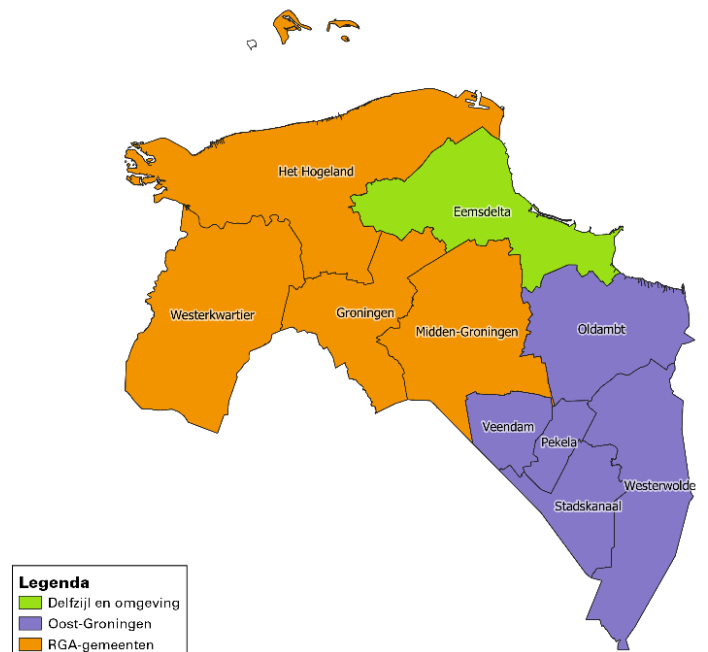 Het Hogeland
Eemsdelta
Westerkwartier
Groningen
Midden-Groningen
Oldambt
Veendam
Pekela
Westerwolde
Stadskanaal
Legenda
Delfzijl en omgeving
Oost-Groningen
RGA-gemeenten